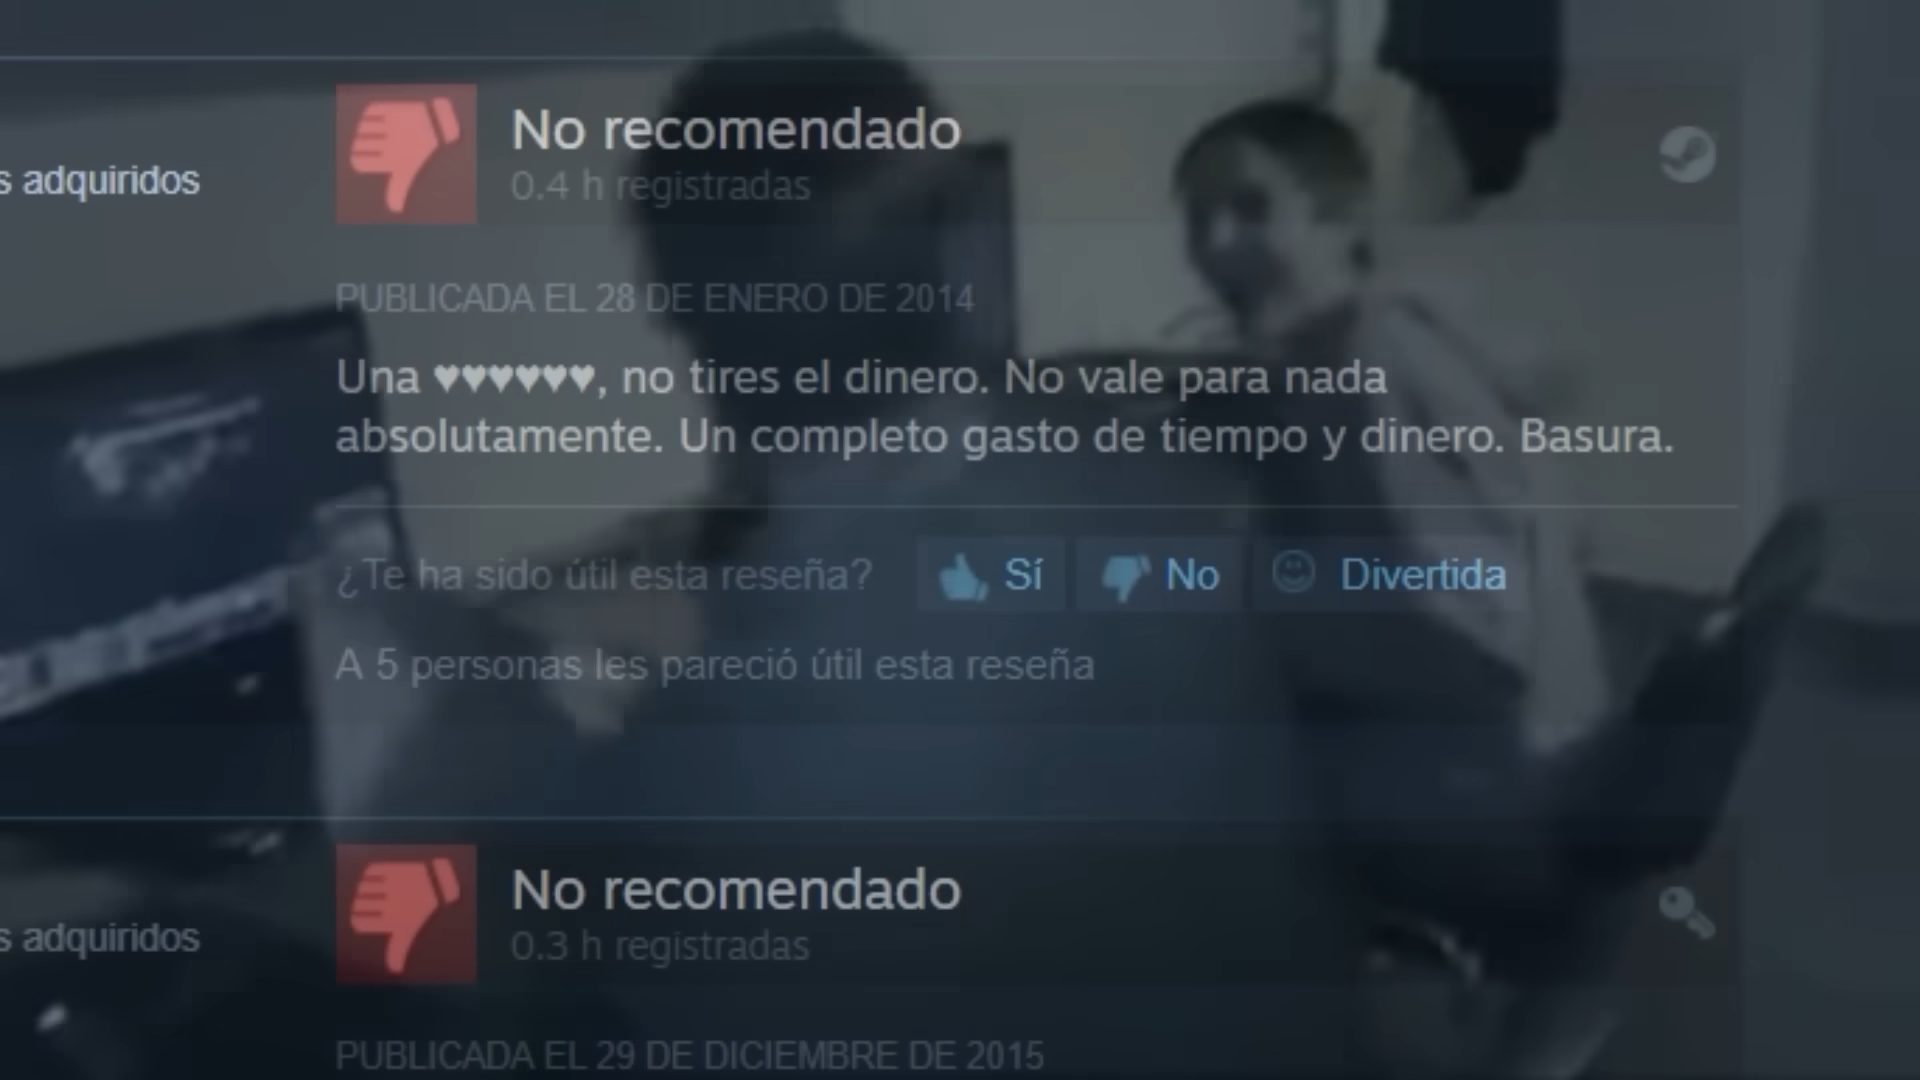 s adquiridos
No recomendado
0.4 h registradas
PUBLICADA EL 28 DE ENERO DE 2014
Una ♥♥♥♥♥♥, no tires el dinero. No vale para nada
absolutamente. Un completo gasto de tiempo y dinero. Basura.
¿Te ha sido útil esta reseña? Sí No Divertida
A 5 personas les pareció útil esta reseña
s adquiridos
No recomendado
0.3 h registradas
PUBLICADA EL 29 DE DICIEMBRE DE 2015